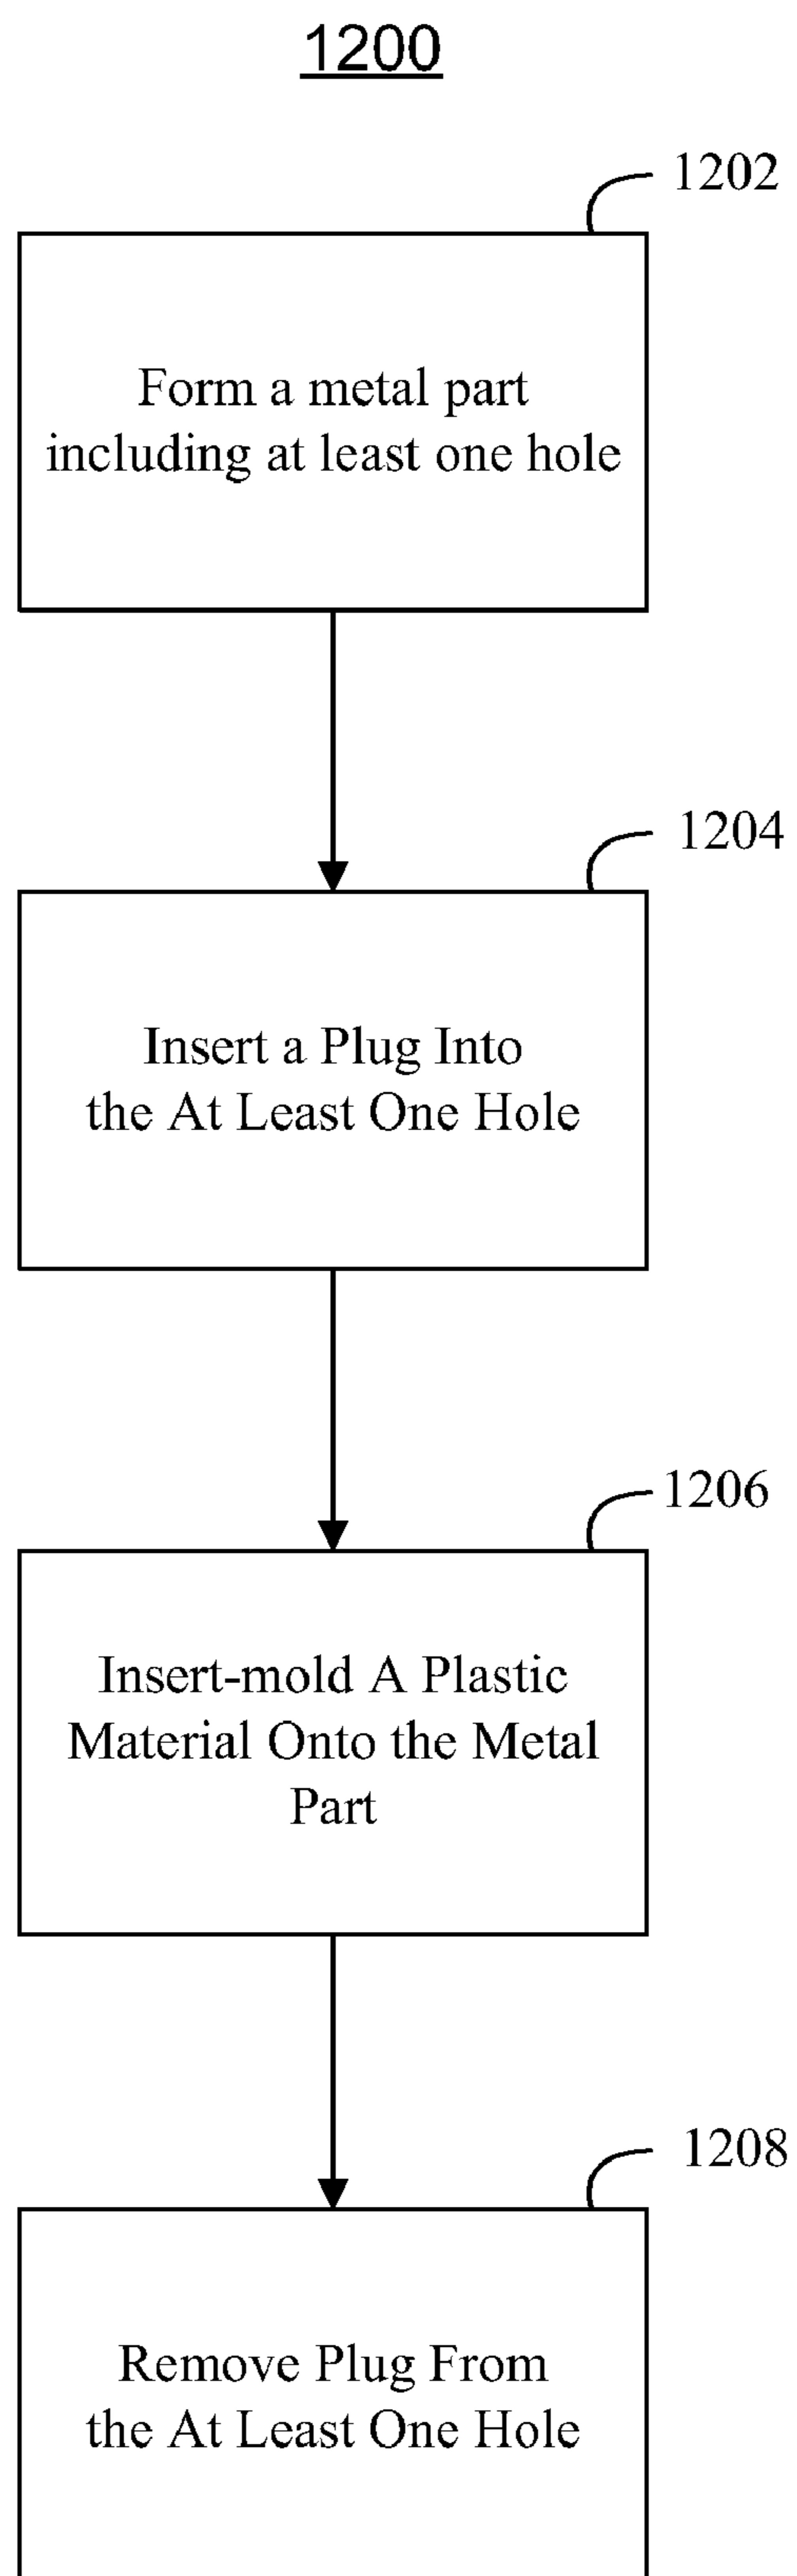 1200
1202
Form a metal part
including at least one hole
1204
Insert a Plug Into
the At Least One Hole
1206
Insert-mold A Plastic
Material Onto the Metal
Part
1208
Remove Plug From
the At Least One Hole